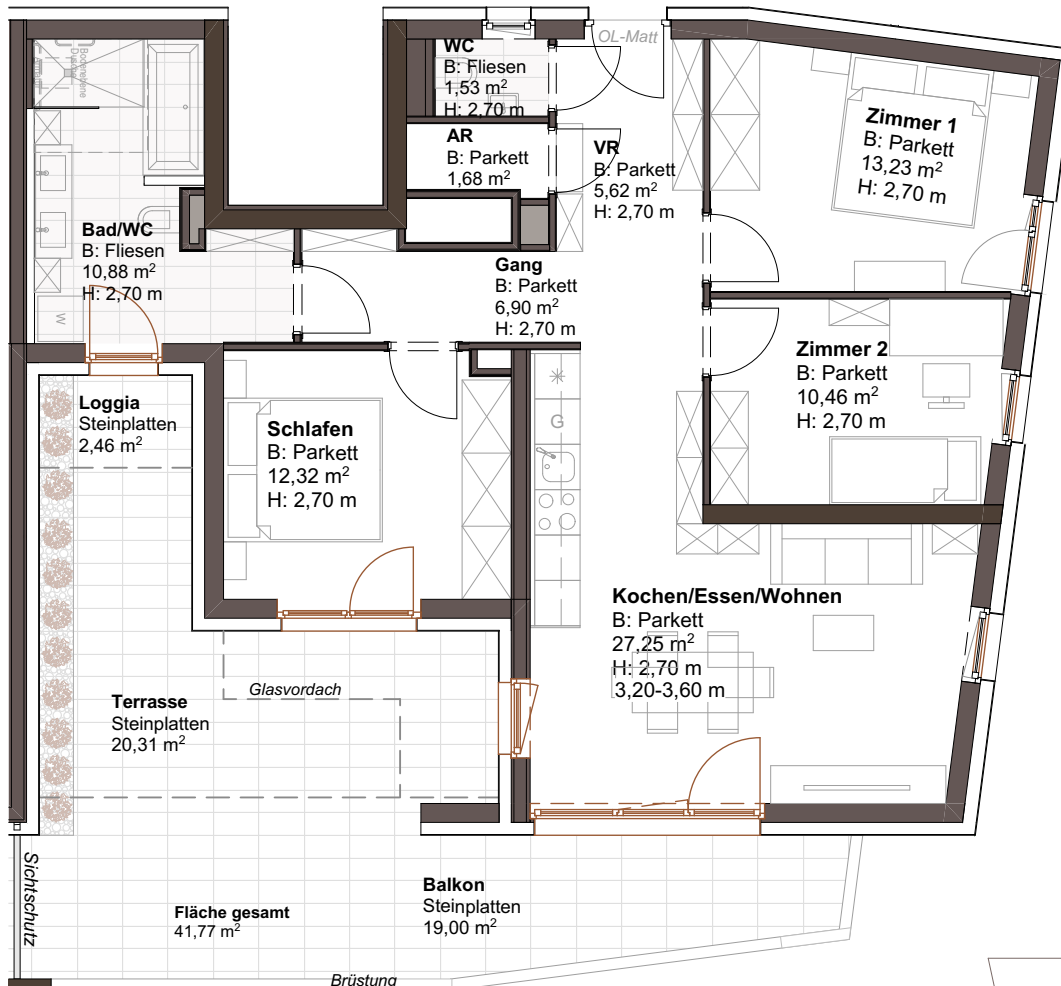 OL-Matt
WC
B: Fliesen
1,53 m²
H: 2,70 m
AR
B: Parkett
1,68 m²
VR
B: Parkett
5,62 m²
H: 2,70 m
Zimmer 1
B: Parkett
13,23 m²
H: 2,70 m
Bodenebene
Dusche
Bad/WC
B: Fliesen
10,88 m²
H: 2,70 m
W
Gang
B: Parkett
6,90 m²
H: 2,70 m
Zimmer 2
B: Parkett
10,46 m²
H: 2,70 m
Loggia
Steinplatten
2,46 m²
Schlafen
B: Parkett
12,32 m²
H: 2,70 m
G
Kochen/Essen/Wohnen
B: Parkett
27,25 m²
H: 2,70 m
3,20-3,60 m
Glasvordach
Terrasse
Steinplatten
20,31 m²
Sichtschutz
Fläche gesamt
41,77 m²
Balkon
Steinplatten
19,00 m²
Brüstung